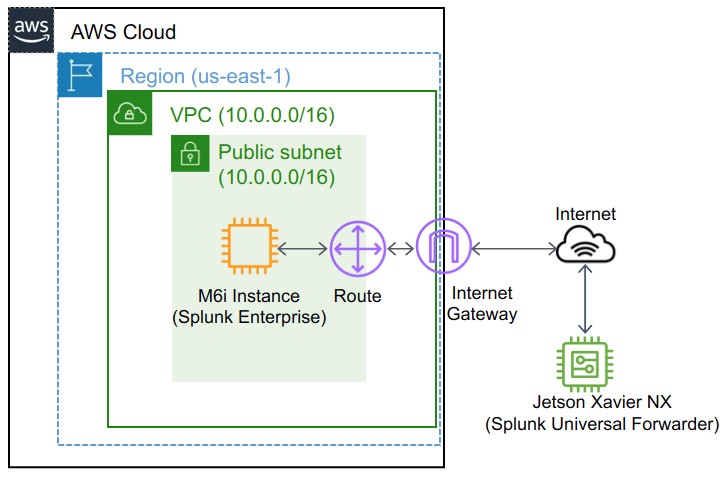 aws
AWS Cloud
Region (us-east-1)
VPC (10.0.0.0/16)
Public subnet
(10.0.0.0/16)
Internet
M6i Instance
(Splunk Enterprise)
Route
Internet
Gateway
Jetson Xavier NX
(Splunk Universal Forwarder)